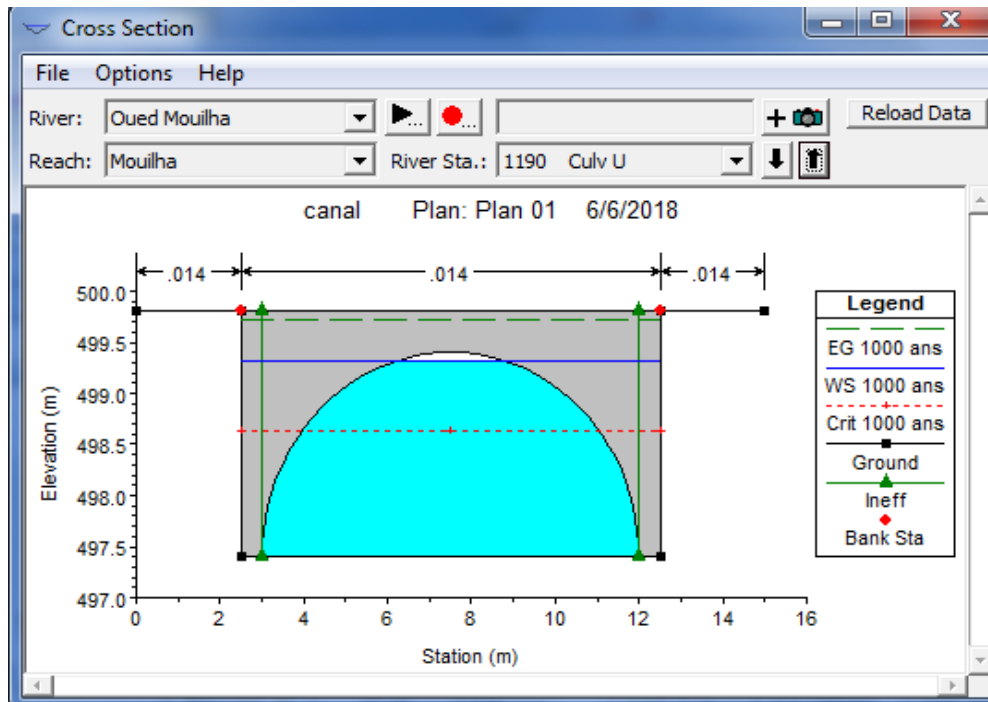 Cross Section
File Options Help
River: Oued Mouilha ... ... Reload Data
Reach: Mouilha River Sta.: 1190 Culv U
canal Plan: Plan 01 6/6/2018
.014 .014 .014
500.0
499.5
499.0
498.5
498.0
497.5
497.0
Elevation (m)
0 2 4 6 8 10 12 14 16
Station (m)
Legend
EG 1000 ans
WS 1000 ans
Crit 1000 ans
Ground
Ineff
Bank Sta